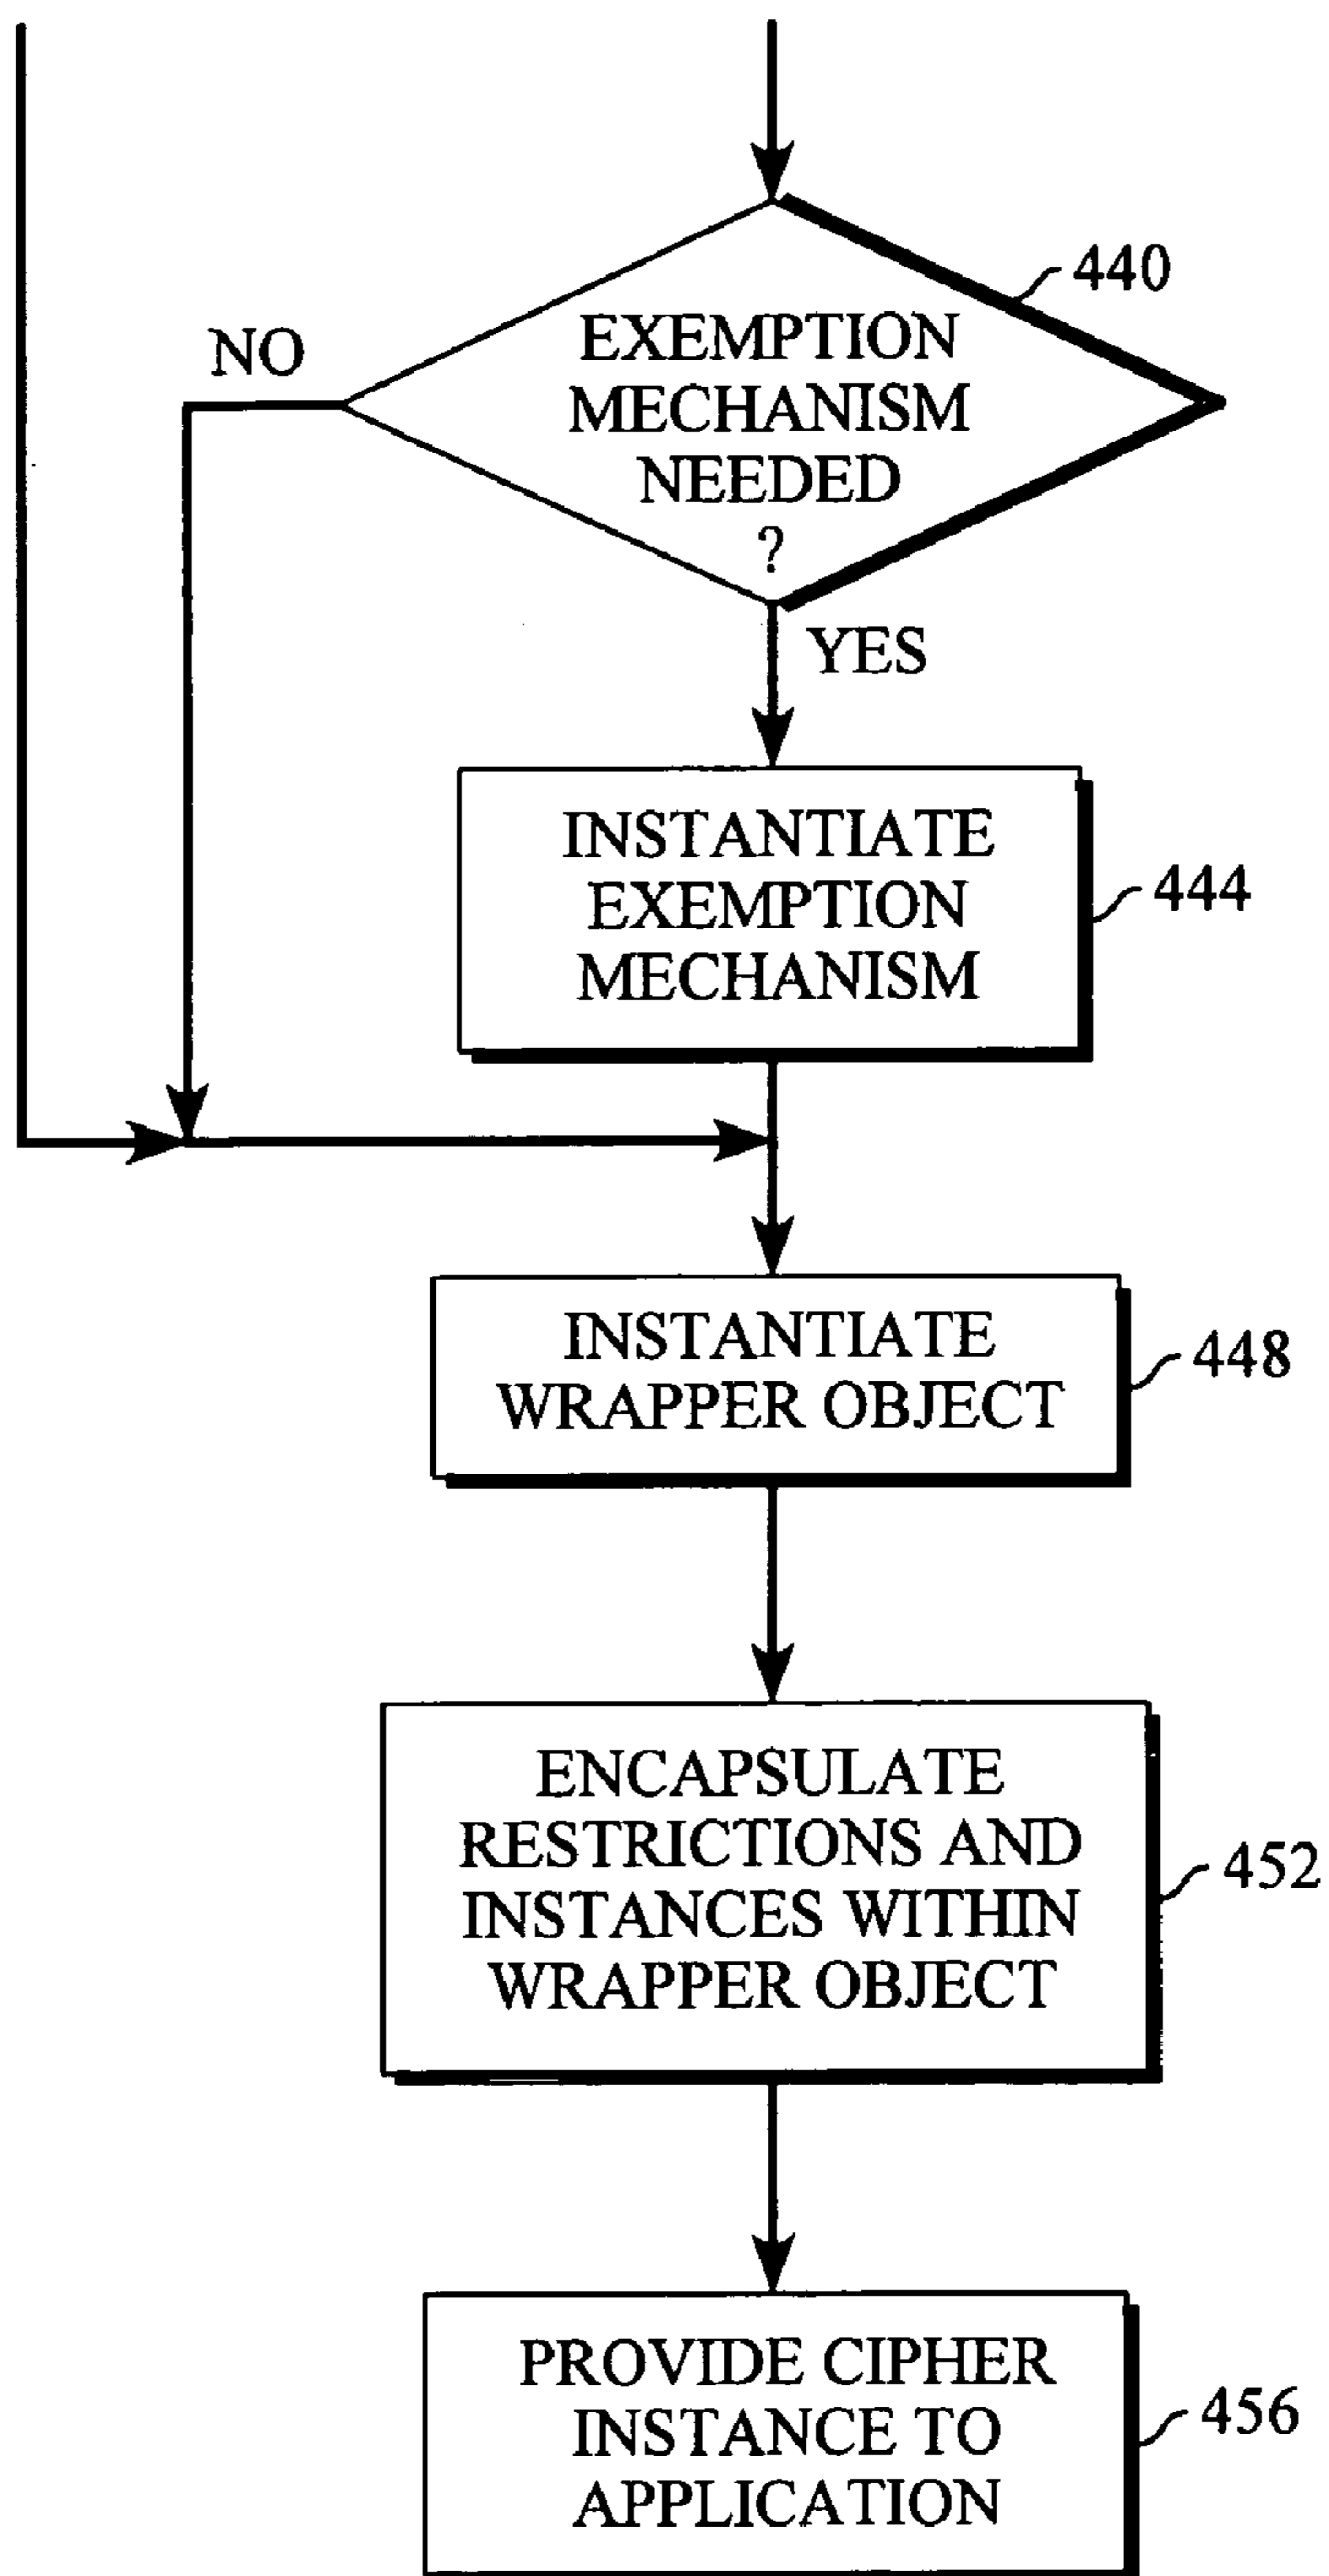 440
NO
EXEMPTION
MECHANISM
NEEDED
?
YES
INSTANTIATE
EXEMPTION
MECHANISM
444
INSTANTIATE
WRAPPER OBJECT
448
ENCAPSULATE
RESTRICTIONS AND
INSTANCES WITHIN
WRAPPER OBJECT
452
PROVIDE CIPHER
INSTANCE TO
APPLICATION
456